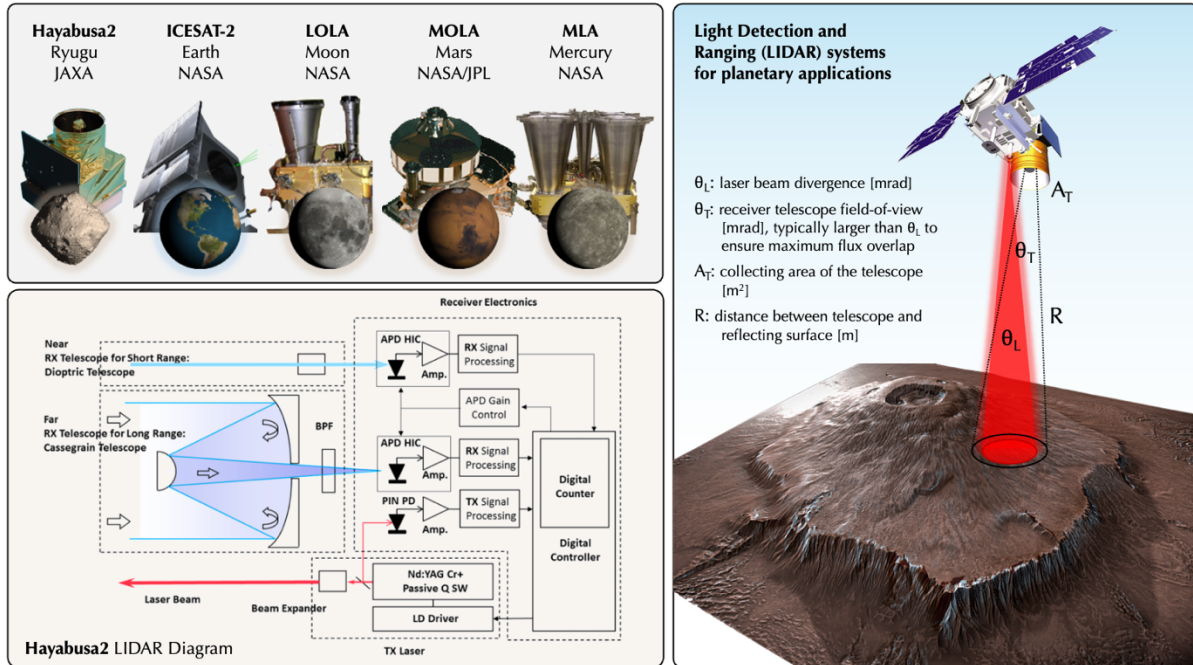 Hayabusa2
Ryugu
JAXA
ICESAT-2
Earth
NASA
LOLA
Moon
NASA
MOLA
Mars
NASA/JPL
MLA
Mercury
NASA
Receiver Electronics
Near
RX Telescope for Short Range:
Dioptric Telescope
APD HIC
Amp.
RX Signal
Processing
APD Gain
Control
Far
RX Telescope for Long Range:
Cassegrain Telescope
BPF
APD HIC
Amp.
RX Signal
Processing
PIN PD
Amp.
TX Signal
Processing
Digital
Counter
Digital
Controller
Nd:YAG Cr+
Passive Q SW
LD Driver
Laser Beam
Beam Expander
TX Laser
Hayabusa2 LIDAR Diagram
Light Detection and
Ranging (LIDAR) systems
for planetary applications
θL: laser beam divergence [mrad]
θT: receiver telescope field-of-view
[mrad], typically larger than θL to
ensure maximum flux overlap
AT: collecting area of the telescope
[m²]
R: distance between telescope and
reflecting surface [m]
AT
θT
R
θL